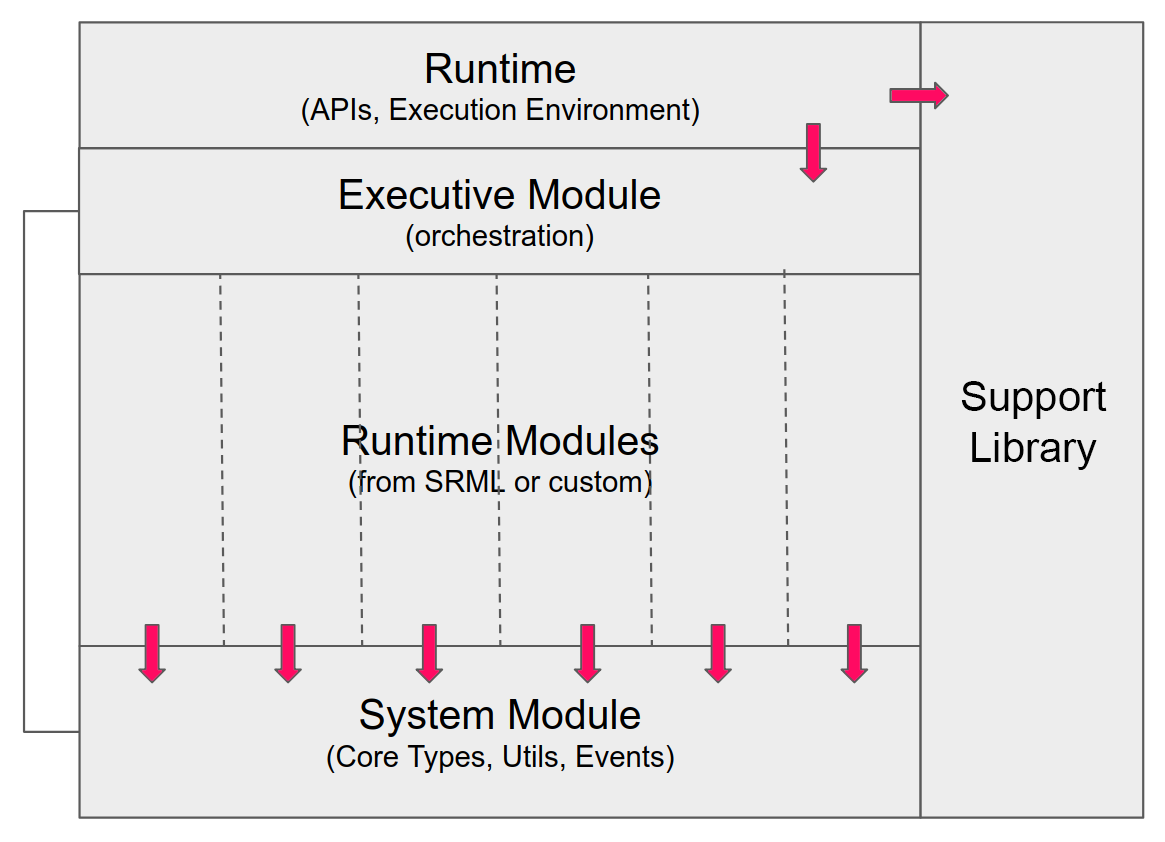 Runtime
(APIs, Execution Environment)
Executive Module
(orchestration)
Runtime Modules
(from SRML or custom)
Support
Library
System Module
(Core Types, Utils, Events)